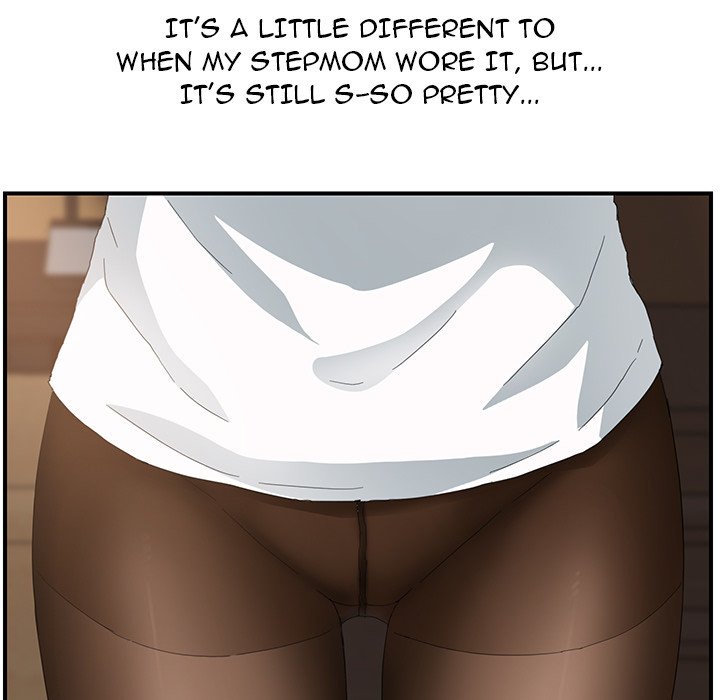 IT'S A LITTLE DIFFERENT TO
WHEN MY STEPMOM WORE IT, BUT...
IT'S STILL S-SO PRETTY...